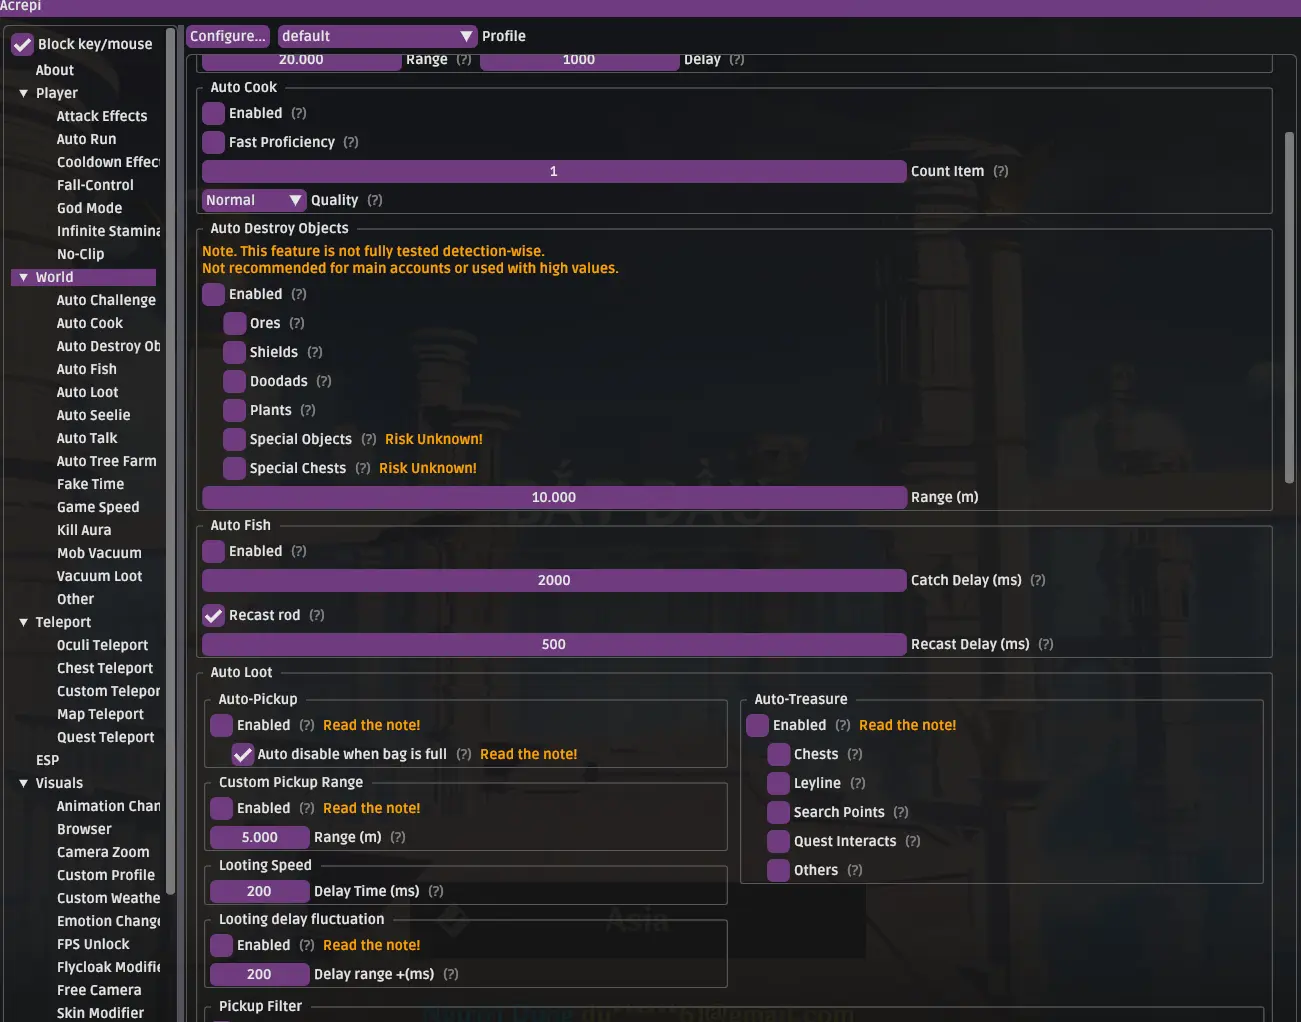 Acrepi
Block key/mouse
About
Player
Attack Effects
Auto Run
Cooldown Effec
Fall-Control
God Mode
Infinite Stamina
No-Clip
World
Auto Challenge
Auto Cook
Auto Destroy Ob
Auto Fish
Auto Loot
Auto Seelie
Auto Talk
Auto Tree Farm
Fake Time
Game Speed
Kill Aura
Mob Vacuum
Vacuum Loot
Other
Teleport
Oculi Teleport
Chest Teleport
Custom Telepor
Map Teleport
Quest Teleport
ESP
Visuals
Animation Chan
Browser
Camera Zoom
Custom Profile
Custom Weathe
Emotion Change
FPS Unlock
Flycloak Modifie
Free Camera
Skin Modifier
Configure... default Profile
20.000 Range (?) 1000 Delay (?)
Auto Cook
Enabled (?)
Fast Proficiency (?)
1 Count Item (?)
Normal Quality (?)
Auto Destroy Objects
Note. This feature is not fully tested detection-wise.
Not recommended for main accounts or used with high values.
Enabled (?)
Ores (?)
Shields (?)
Doodads (?)
Plants (?)
Special Objects (?) Risk Unknown!
Special Chests (?) Risk Unknown!
10.000 Range (m)
BẮT ĐẦU
Auto Fish
Enabled (?)
2000 Catch Delay (ms) (?)
Recast rod (?)
500 Recast Delay (ms) (?)
Auto Loot
Auto-Pickup
Enabled (?) Read the note!
Auto disable when bag is full (?) Read the note!
Custom Pickup Range
Enabled (?) Read the note!
5.000 Range (m) (?)
Looting Speed
200 Delay Time (ms) (?)
Looting delay fluctuation
Enabled (?) Read the note!
200 Delay range +(ms) (?)
Pickup Filter
Auto-Treasure
Enabled (?) Read the note!
Chests (?)
Leyline (?)
Search Points (?)
Quest Interacts (?)
Others (?)
Asia